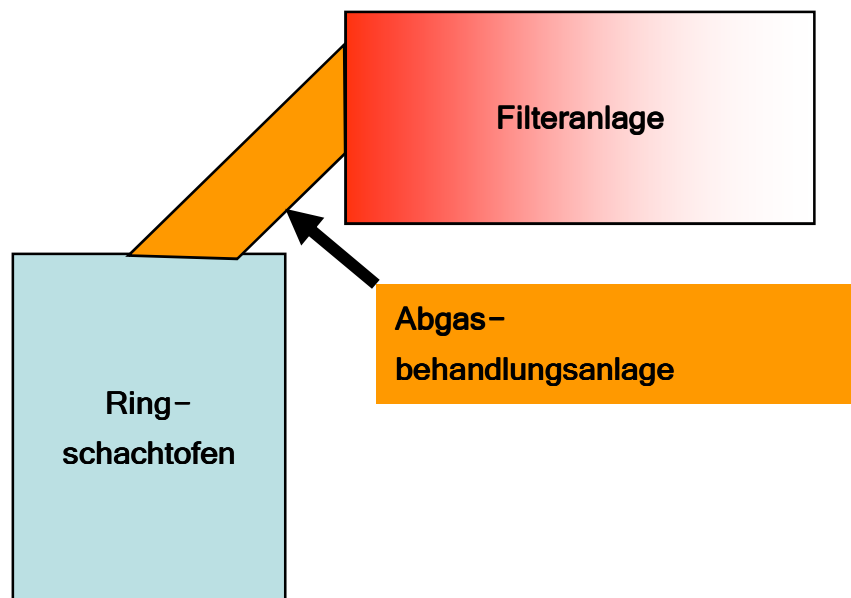 Filteranlage
Abgas-
behandlungsanlage
Ring-
schachtofen